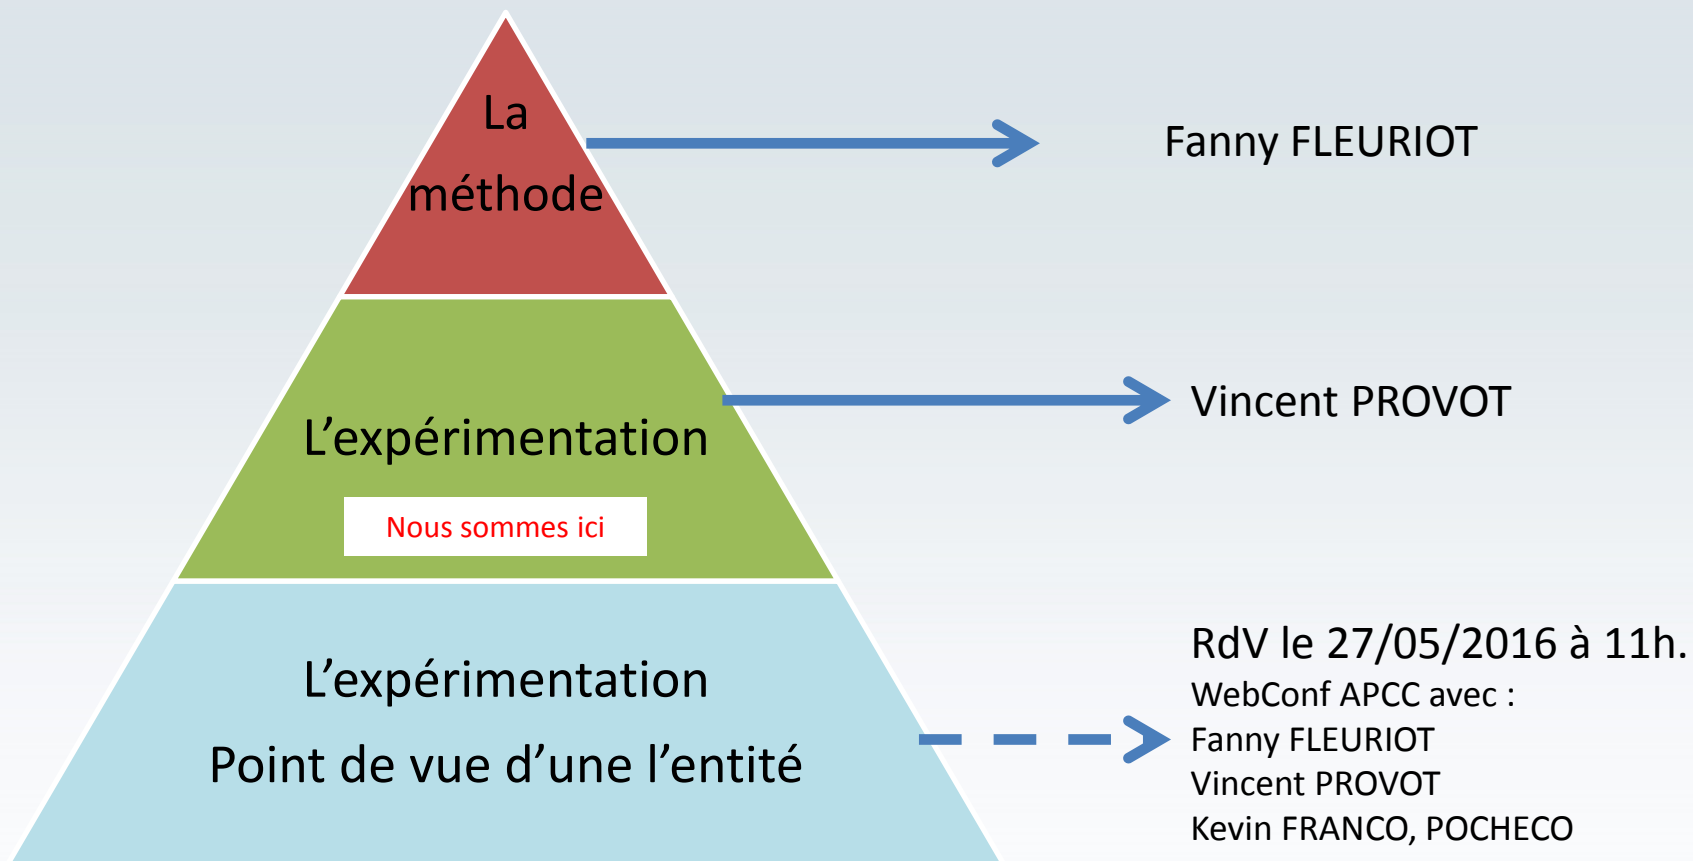 La
méthode
Fanny FLEURIOT
L’expérimentation
Nous sommes ici
Vincent PROVOT
L’expérimentation
Point de vue d’une l’entité
RdV le 27/05/2016 à 11h.
WebConf APCC avec :
Fanny FLEURIOT
Vincent PROVOT
Kevin FRANCO, POCHECO